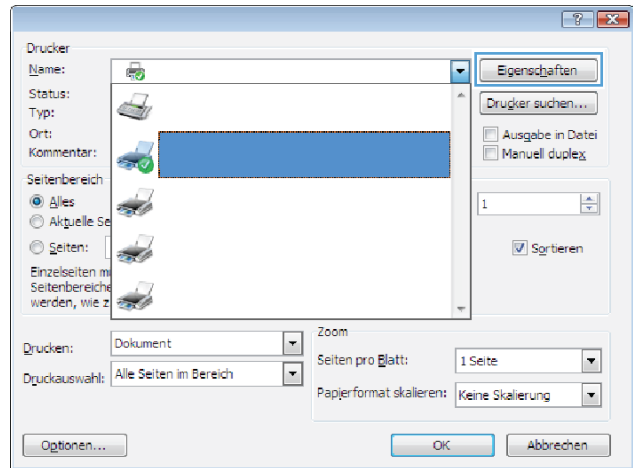 Drucker
Name:
Eigenschaften
Status:
Typ:
Drucker suchen...
Ort:
Ausgabe in Datei
Kommentar:
Manuell duplex
Seitenbereich
Alles
1
Aktuelle Se
Seiten:
Sortieren
Einzelseiten m
Seitenbereiche
werden, wie z
Zoom
Drucken:
Dokument
Seiten pro Blatt:
1 Seite
Druckauswahl:
Alle Seiten im Bereich
Papierformat skalieren:
Keine Skalierung
Optionen...
OK
Abbrechen